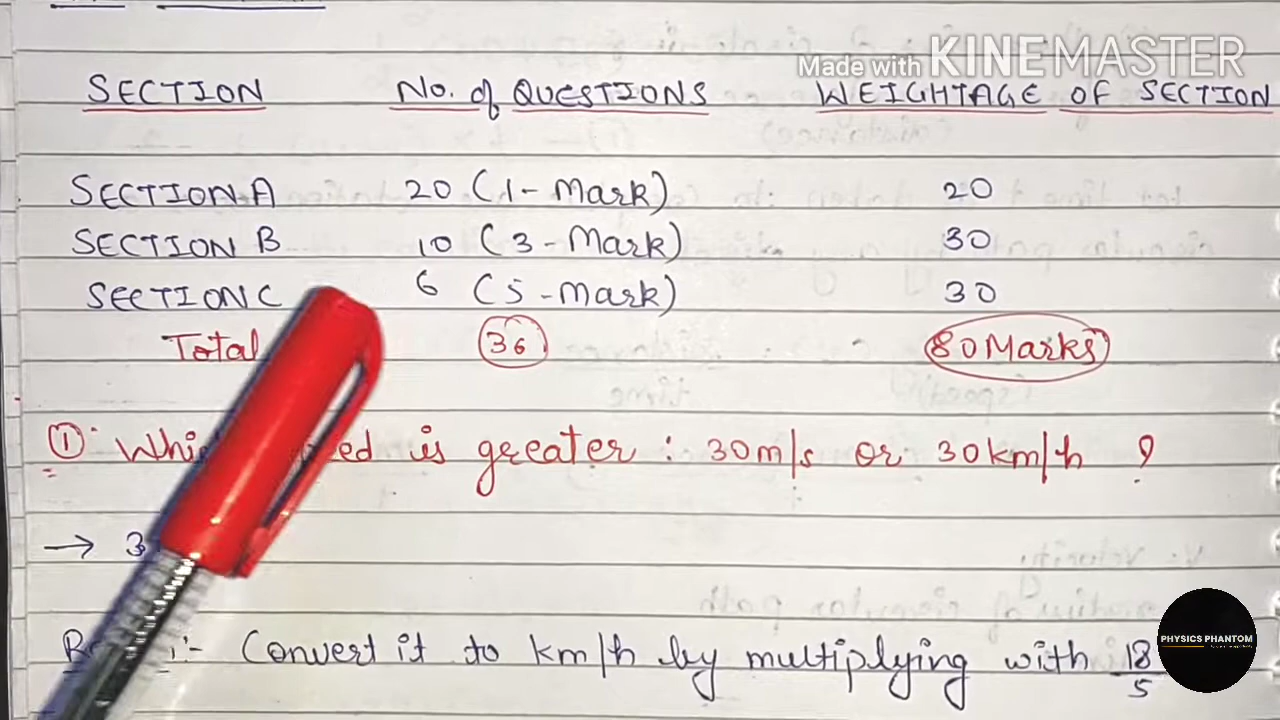 Made with KINEMASTER
SECTION No. of QUESTIONS WEIGHTAGE OF SECTION
SECTION A 20 (1-Mark) 20
SECTION B 10 (3-Mark) 30
SECTION C 6 (5-Mark) 30
Total 36 80 Marks
① is greater : 30m/s or 30km/h ?
→ 3
:- Convert it to km/h by multiplying with 18/5
PHYSICS PHANTOM